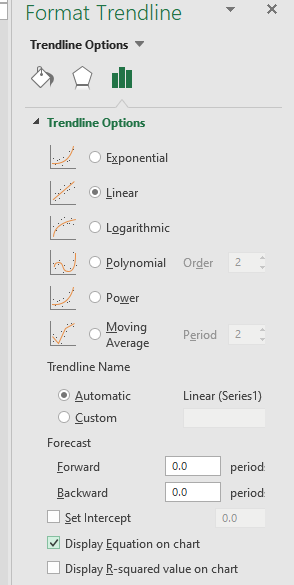 Format Trendline
Trendline Options
Trendline Options
Exponential
Linear
Logarithmic
Polynomial Order 2
Power
Moving
Average Period 2
Trendline Name
Automatic Linear (Series1)
Custom
Forecast
Forward 0.0 period
Backward 0.0 period
Set Intercept 0.0
Display Equation on chart
Display R-squared value on chart